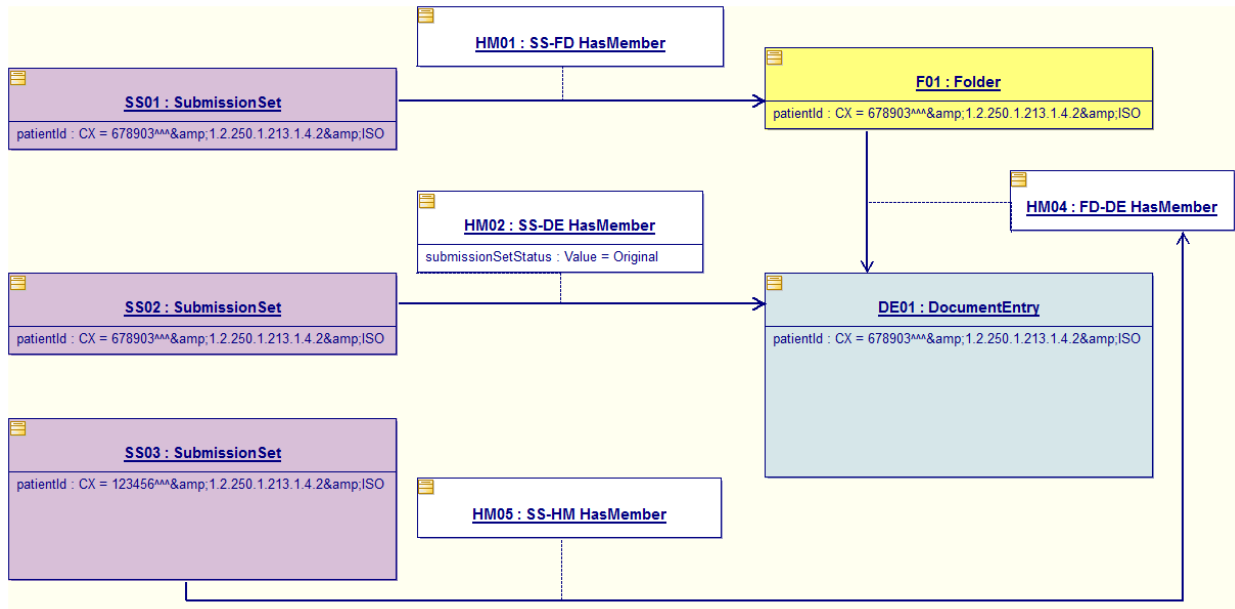 HM01 : SS-FD HasMember
SS01 : SubmissionSet
patientId : CX = 678903^^^&amp;1.2.250.1.213.1.4.2&amp;ISO
F01 : Folder
patientId : CX = 678903^^^&amp;1.2.250.1.213.1.4.2&amp;ISO
HM04 : FD-DE HasMember
HM02 : SS-DE HasMember
submissionSetStatus : Value = Original
SS02 : SubmissionSet
patientId : CX = 678903^^^&amp;1.2.250.1.213.1.4.2&amp;ISO
DE01 : DocumentEntry
patientId : CX = 678903^^^&amp;1.2.250.1.213.1.4.2&amp;ISO
SS03 : SubmissionSet
patientId : CX = 123456^^^&amp;1.2.250.1.213.1.4.2&amp;ISO
HM05 : SS-HM HasMember